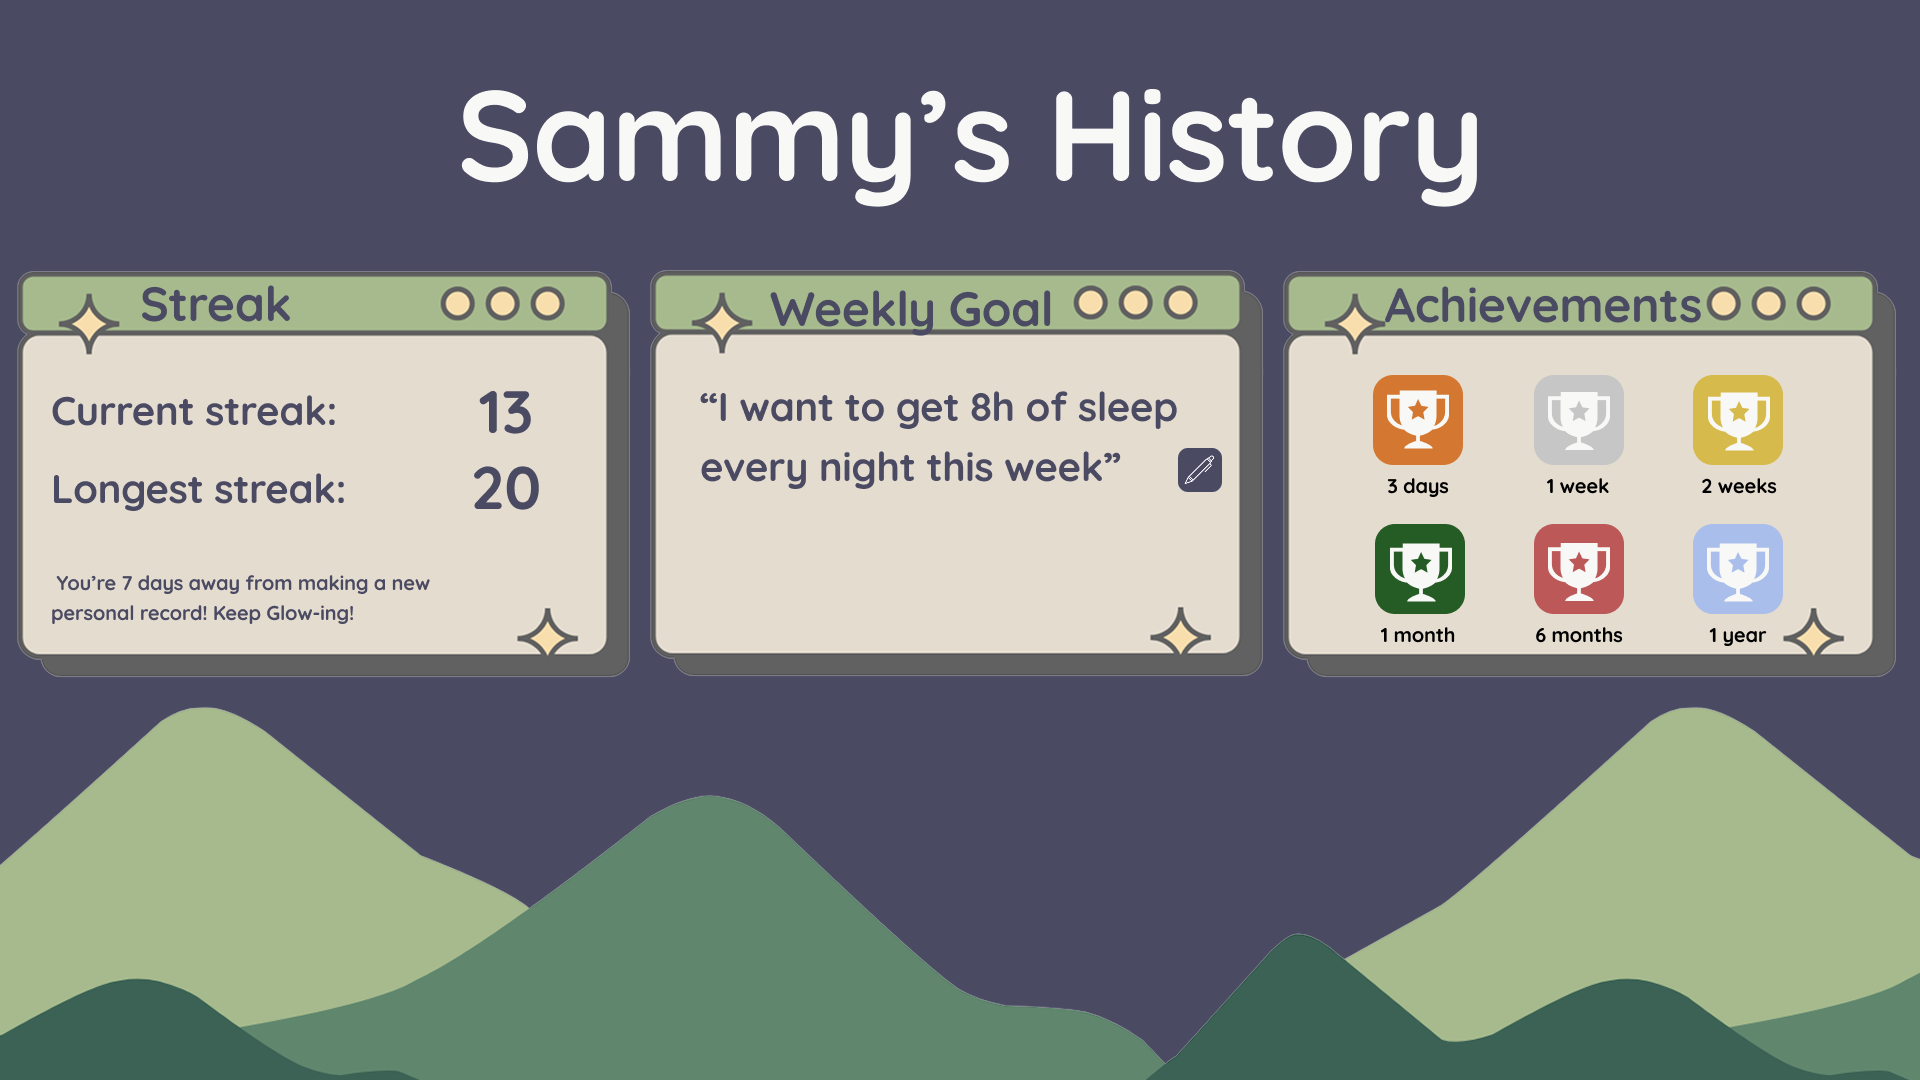 Sammy’s History
Streak
Current streak: 13
Longest streak: 20
You’re 7 days away from making a new
personal record! Keep Glow-ing!
Weekly Goal
“I want to get 8h of sleep
every night this week”
Achievements
3 days 1 week 2 weeks
1 month 6 months 1 year